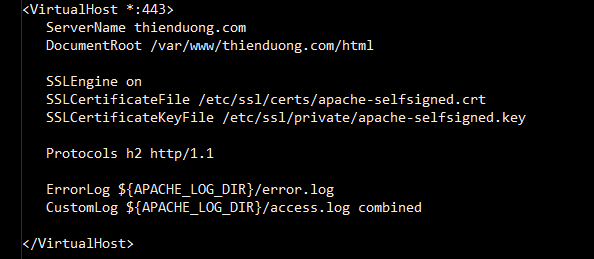 <VirtualHost *:443>
ServerName thienduong.com
DocumentRoot /var/www/thienduong.com/html
SSLEngine on
SSLCertificateFile /etc/ssl/certs/apache-selfsigned.crt
SSLCertificateKeyFile /etc/ssl/private/apache-selfsigned.key
Protocols h2 http/1.1
ErrorLog ${APACHE_LOG_DIR}/error.log
CustomLog ${APACHE_LOG_DIR}/access.log combined
</VirtualHost>